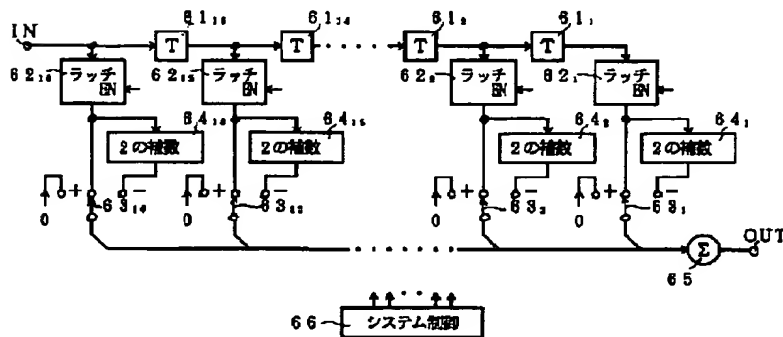 61₁₅ 61₁₄ 61₂ 61₁
IN T T T T
62₁₆ ラッチ EN 62₁₅ ラッチ EN 62₂ ラッチ EN 62₁ ラッチ EN
64₁₆ 64₁₅ 64₂ 64₁
2の補数 2の補数 2の補数 2の補数
+ − + − + − + −
0 63₁₆ 0 63₁₅ 0 63₂ 0 63₁
Σ OUT
65
66 システム制御